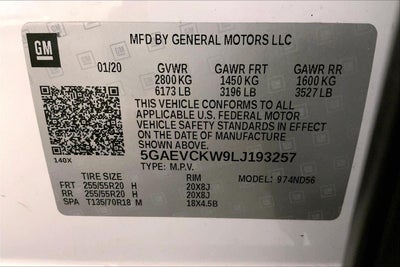 GM
MFD BY GENERAL MOTORS LLC
01/20 GVWR GAWR FRT GAWR RR
2800 KG 1450 KG 1600 KG
6173 LB 3196 LB 3527 LB
THIS VEHICLE CONFORMS TO ALL
APPLICABLE U.S. FEDERAL MOTOR
VEHICLE SAFETY STANDARDS IN EFFECT
ON THE DATE OF MANUFACTURE SHOWN ABOVE.
140X 5GAEVCKW9LJ193257
TYPE: M.P.V. MODEL: 974ND56
TIRE SIZE RIM
FRT 255/55R20 H 20X8J
RR 255/55R20 H 20X8J
SPA T135/70R18 M 18X4.5B